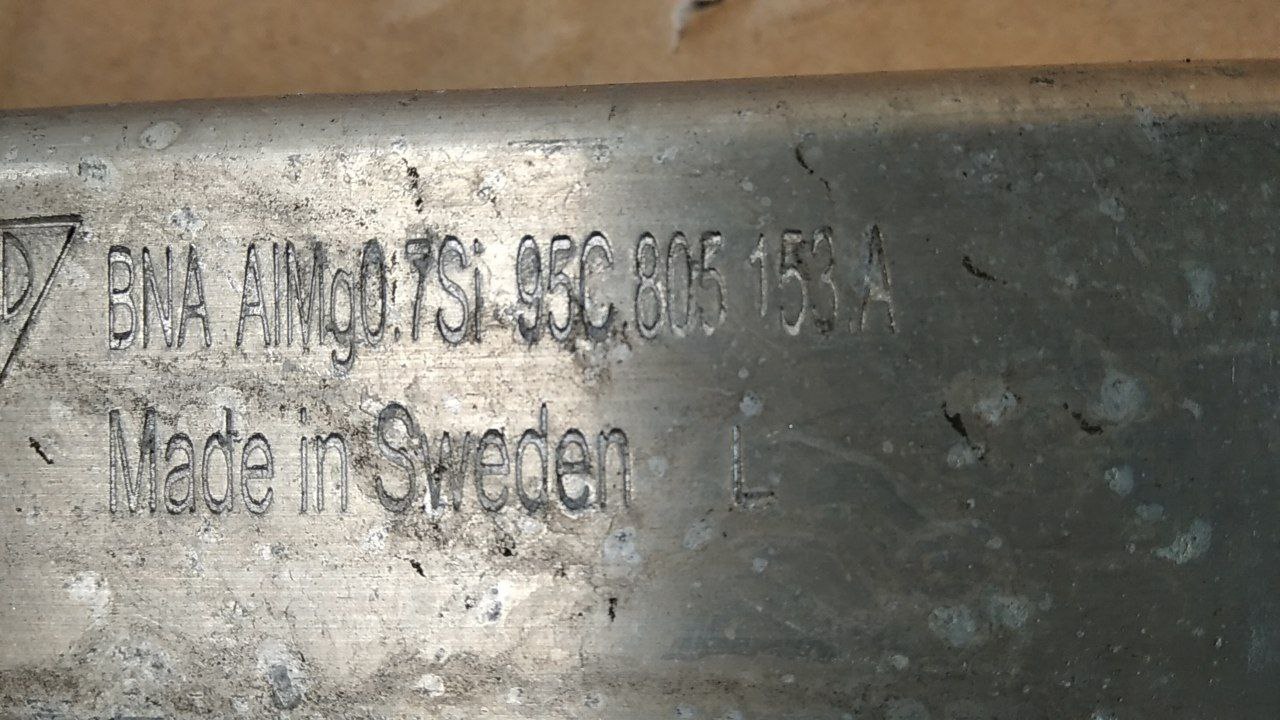 D BNA AlMg0.7Si 95C.805 153.A
Made in Sweden L